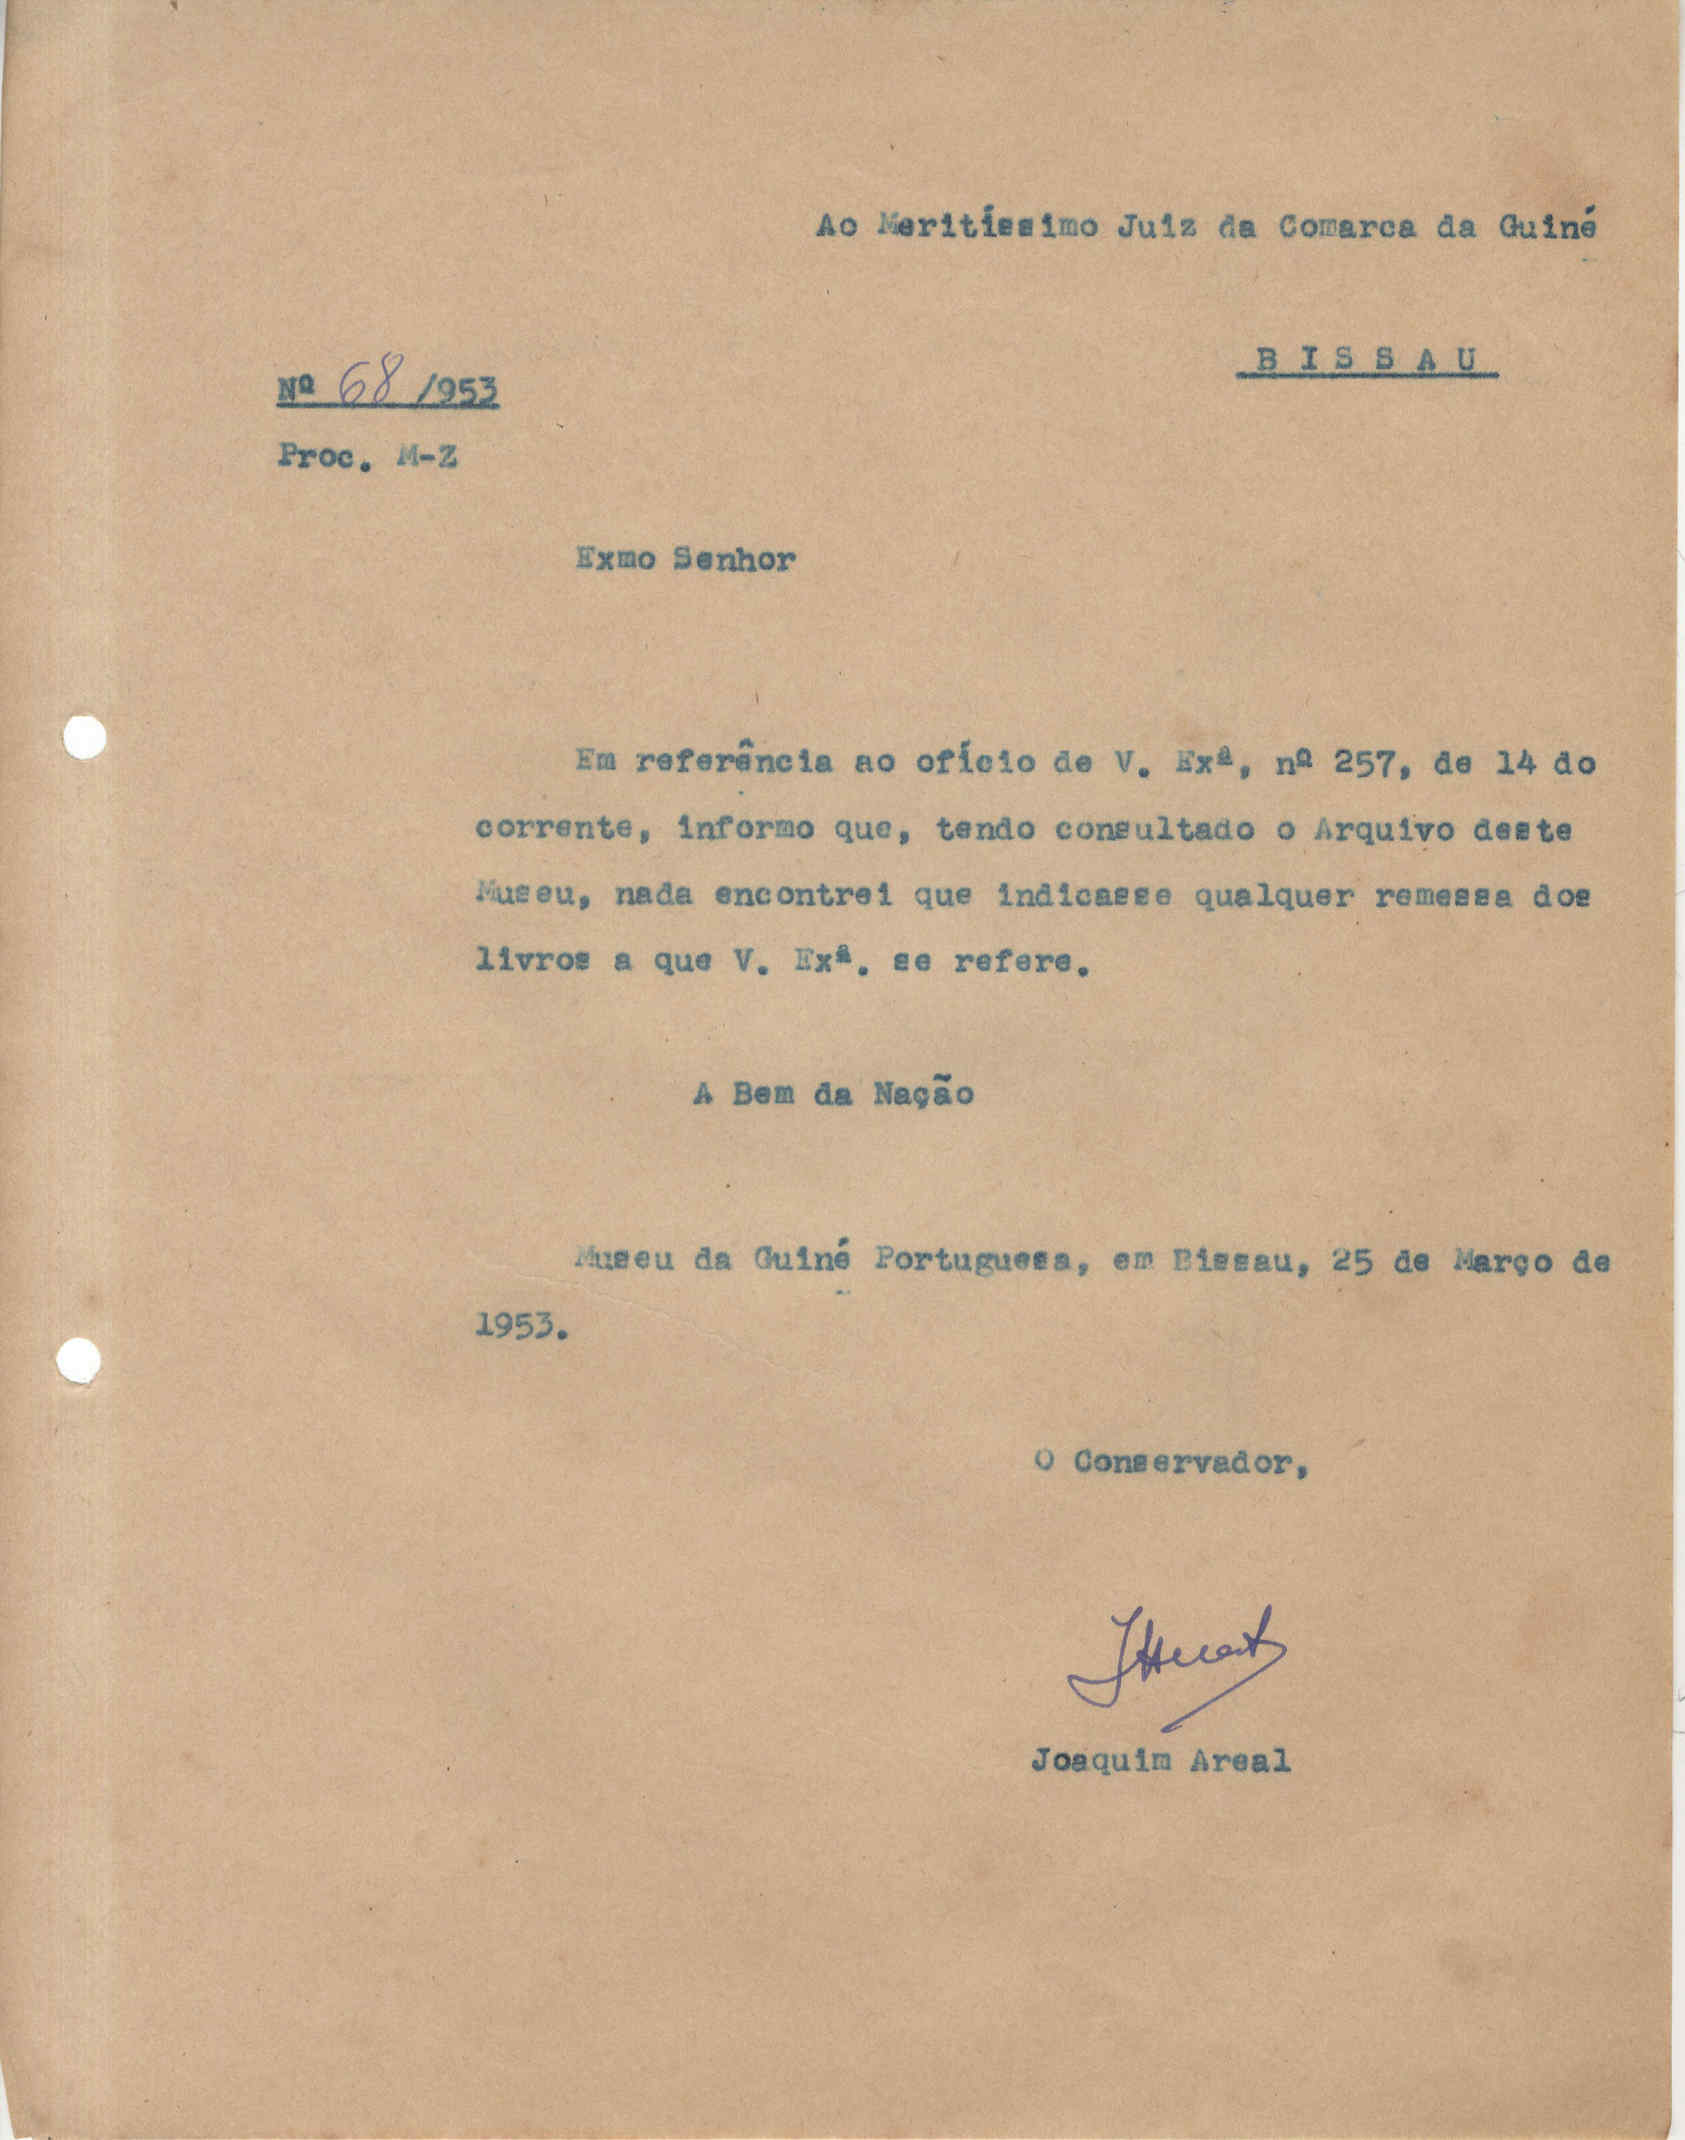 Ao Meritíssimo Juiz da Comarca da Guiné
BISSAU
Nº 68 /953
Proc. M-Z
Exmo Senhor
Em referência ao ofício de V. Exª, nº 257, de 14 do
corrente, informo que, tendo consultado o Arquivo deste
Museu, nada encontrei que indicasse qualquer remessa dos
livros a que V. Exª. se refere.
A Bem da Nação
Museu da Guiné Portuguesa, em Bissau, 25 de Março de
1953.
O Conservador,
Joaquim Areal